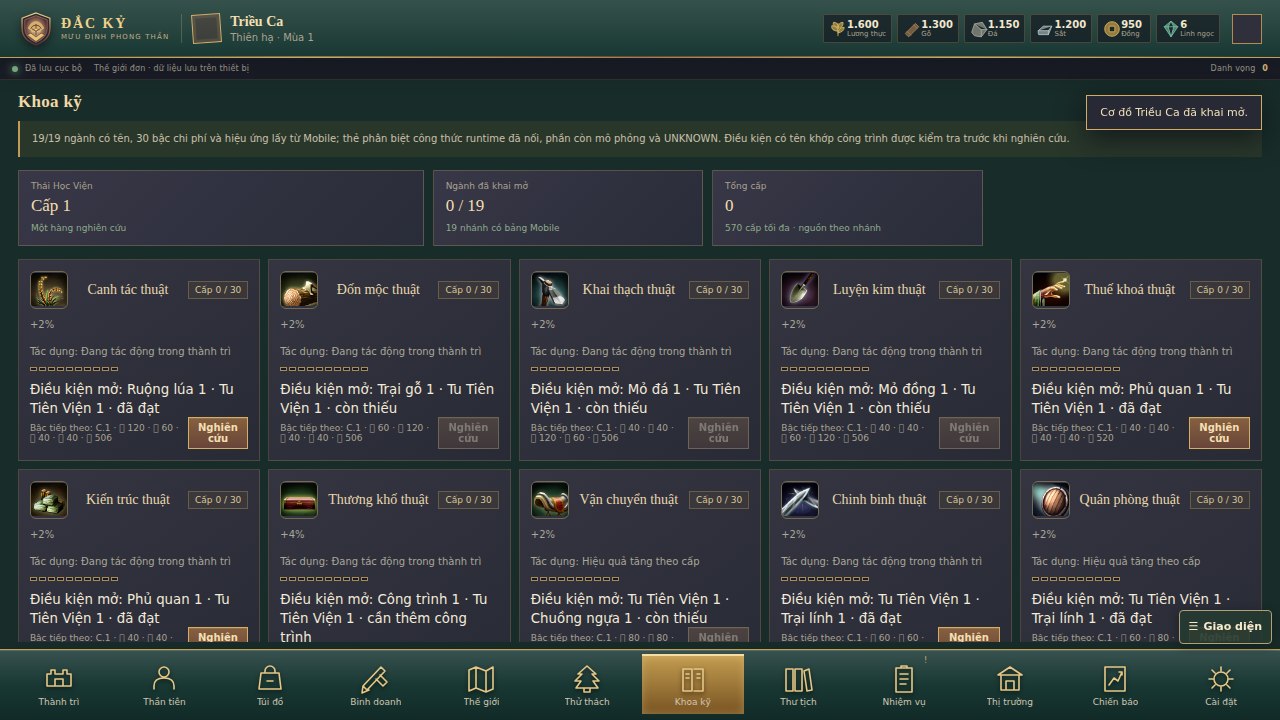 ĐẮC KỶ
MƯU ĐỊNH PHONG THẦN
Triều Ca
Thiên hạ · Mùa 1
1.600
Lương thực
1.300
Gỗ
1.150
Đá
1.200
Sắt
950
Đồng
6
Linh ngọc
Đã lưu cục bộ Thế giới đơn · dữ liệu lưu trên thiết bị
Danh vọng 0
Khoa kỹ
Cơ đồ Triều Ca đã khai mở.
19/19 ngành có tên, 30 bậc chi phí và hiệu ứng lấy từ Mobile; thẻ phân biệt công thức runtime đã nối, phần còn mô phỏng và UNKNOWN. Điều kiện có tên khớp công trình được kiểm tra trước khi nghiên cứu.
Thái Học Viện
Cấp 1
Một hàng nghiên cứu
Ngành đã khai mở
0 / 19
19 nhánh có bảng Mobile
Tổng cấp
0
570 cấp tối đa · nguồn theo nhánh
Canh tác thuật Cấp 0 / 30
+2%
Tác dụng: Đang tác động trong thành trì
Điều kiện mở: Ruộng lúa 1 · Tu
Tiên Viện 1 · đã đạt
Bậc tiếp theo: C.1 · 120 · 60 ·
40 · 40 · 506
Nghiên
cứu
Đốn mộc thuật Cấp 0 / 30
+2%
Tác dụng: Đang tác động trong thành trì
Điều kiện mở: Trại gỗ 1 · Tu Tiên
Viện 1 · còn thiếu
Bậc tiếp theo: C.1 · 60 · 120 ·
40 · 40 · 506
Nghiên
cứu
Khai thạch thuật Cấp 0 / 30
+2%
Tác dụng: Đang tác động trong thành trì
Điều kiện mở: Mỏ đá 1 · Tu Tiên
Viện 1 · còn thiếu
Bậc tiếp theo: C.1 · 40 · 40 ·
120 · 60 · 506
Nghiên
cứu
Luyện kim thuật Cấp 0 / 30
+2%
Tác dụng: Đang tác động trong thành trì
Điều kiện mở: Mỏ đồng 1 · Tu
Tiên Viện 1 · còn thiếu
Bậc tiếp theo: C.1 · 40 · 40 ·
60 · 120 · 506
Nghiên
cứu
Thuế khoá thuật Cấp 0 / 30
+2%
Tác dụng: Đang tác động trong thành trì
Điều kiện mở: Phủ quan 1 · Tu
Tiên Viện 1 · đã đạt
Bậc tiếp theo: C.1 · 40 · 40 ·
40 · 40 · 520
Nghiên
cứu
Kiến trúc thuật Cấp 0 / 30
+2%
Tác dụng: Đang tác động trong thành trì
Điều kiện mở: Phủ quan 1 · Tu
Tiên Viện 1 · đã đạt
Bậc tiếp theo: C.1 · 40 · 40 ·
Nghiên
Thương khố thuật Cấp 0 / 30
+4%
Tác dụng: Đang tác động trong thành trì
Điều kiện mở: Công trình 1 · Tu
Tiên Viện 1 · cần thêm công
trình
Vận chuyển thuật Cấp 0 / 30
+2%
Tác dụng: Hiệu quả tăng theo cấp
Điều kiện mở: Tu Tiên Viện 1 ·
Chuồng ngựa 1 · còn thiếu
Bậc tiếp theo: C.1 · 80 · 80 ·
Nghiên
Chỉnh binh thuật Cấp 0 / 30
+2%
Tác dụng: Đang tác động trong thành trì
Điều kiện mở: Tu Tiên Viện 1 ·
Trại lính 1 · đã đạt
Bậc tiếp theo: C.1 · 60 · 60 ·
Nghiên
Quân phòng thuật Cấp 0 / 30
+2%
Tác dụng: Hiệu quả tăng theo cấp
Điều kiện mở: Tu Tiên Viện 1 ·
Trại lính 1 · đã đạt
Bậc tiếp theo: C.1 · 60 · 80 ·
☰ Giao diện
Thành trì
Thần tiên
Túi đồ
Binh doanh
Thế giới
Thử thách
Khoa kỹ
Thư tịch
Nhiệm vụ
!
Thị trường
Chiến báo
Cài đặt